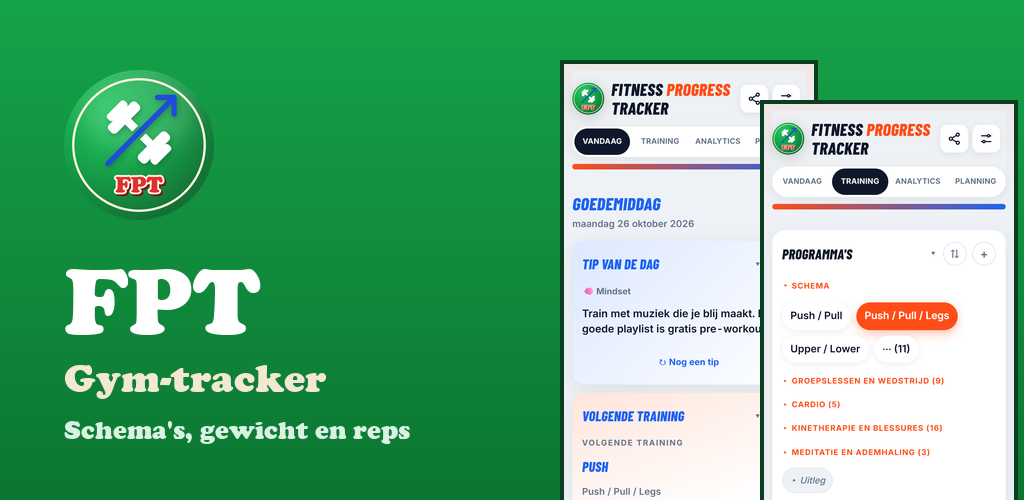 FPT
FPT
Gym-tracker
Schema's, gewicht en reps
FPT
FITNESS PROGRESS
TRACKER
VANDAAG
TRAINING
ANALYTICS
GOEDEMIDDAG
maandag 26 oktober 2026
TIP VAN DE DAG
Mindset
Train met muziek die je blij maakt.
goede playlist is gratis pre-workou
↻ Nog een tip
VOLGENDE TRAINING
VOLGENDE TRAINING
PUSH
Push / Pull / Legs
FPT
FITNESS PROGRESS
TRACKER
VANDAAG
TRAINING
ANALYTICS
PLANNING
PROGRAMMA'S
SCHEMA
Push / Pull
Push / Pull / Legs
Upper / Lower
··· (11)
GROEPSLESSEN EN WEDSTRIJD (9)
CARDIO (5)
KINETHERAPIE EN BLESSURES (16)
MEDITATIE EN ADEMHALING (3)
Uitleg